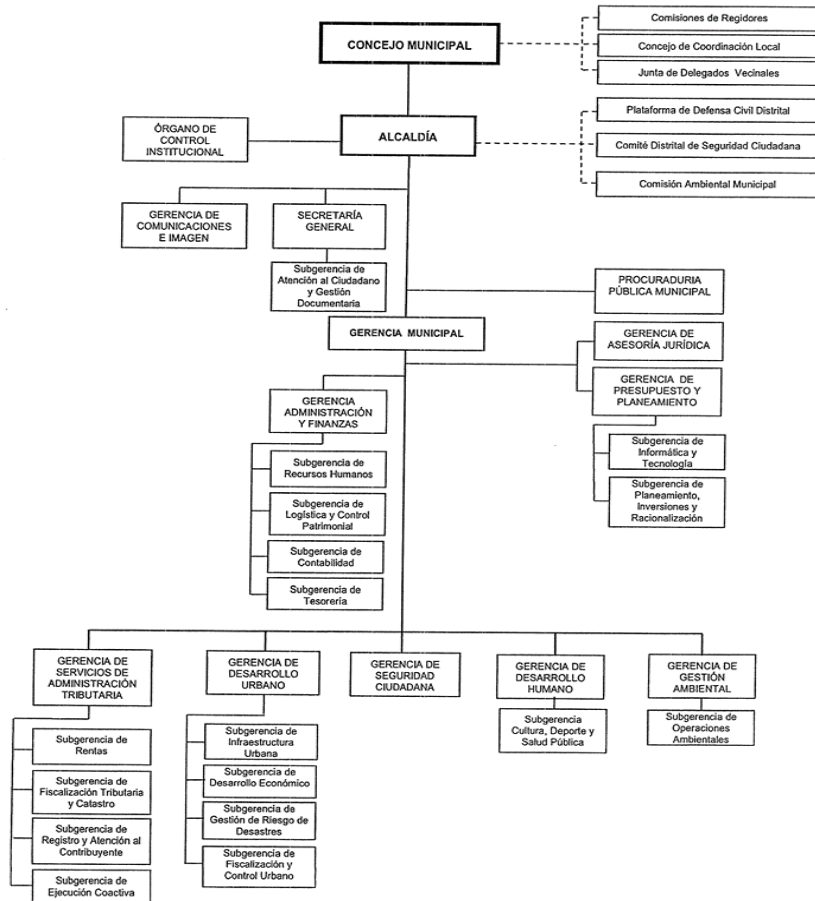 CONCEJO MUNICIPAL
Comisiones de Regidores
Concejo de Coordinación Local
Junta de Delegados Vecinales
ALCALDÍA
Plataforma de Defensa Civil Distrital
Comité Distrital de Seguridad Ciudadana
Comisión Ambiental Municipal
ÓRGANO DE
CONTROL
INSTITUCIONAL
GERENCIA DE
COMUNICACIONES
E IMAGEN
SECRETARÍA
GENERAL
Subgerencia de
Atención al Ciudadano
y Gestión
Documentaria
PROCURADURIA
PÚBLICA MUNICIPAL
GERENCIA MUNICIPAL
GERENCIA DE
ASESORÍA JURÍDICA
GERENCIA DE
PRESUPUESTO Y
PLANEAMIENTO
Subgerencia de
Informática y
Tecnología
Subgerencia de
Planeamiento,
Inversiones y
Racionalización
GERENCIA
ADMINISTRACIÓN
Y FINANZAS
Subgerencia de
Recursos Humanos
Subgerencia de
Logística y Control
Patrimonial
Subgerencia de
Contabilidad
Subgerencia de
Tesorería
GERENCIA DE
SERVICIOS DE
ADMINISTRACIÓN
TRIBUTARIA
Subgerencia de
Rentas
Subgerencia de
Fiscalización Tributaria
y Catastro
Subgerencia de
Registro y Atención al
Contribuyente
Subgerencia de
Ejecución Coactiva
GERENCIA DE
DESARROLLO
URBANO
Subgerencia de
Infraestructura
Urbana
Subgerencia de
Desarrollo Económico
Subgerencia de
Gestión de Riesgo de
Desastres
Subgerencia de
Fiscalización y
Control Urbano
GERENCIA DE
SEGURIDAD
CIUDADANA
GERENCIA DE
DESARROLLO
HUMANO
Subgerencia
Cultura, Deporte y
Salud Pública
GERENCIA DE
GESTIÓN
AMBIENTAL
Subgerencia de
Operaciones
Ambientales